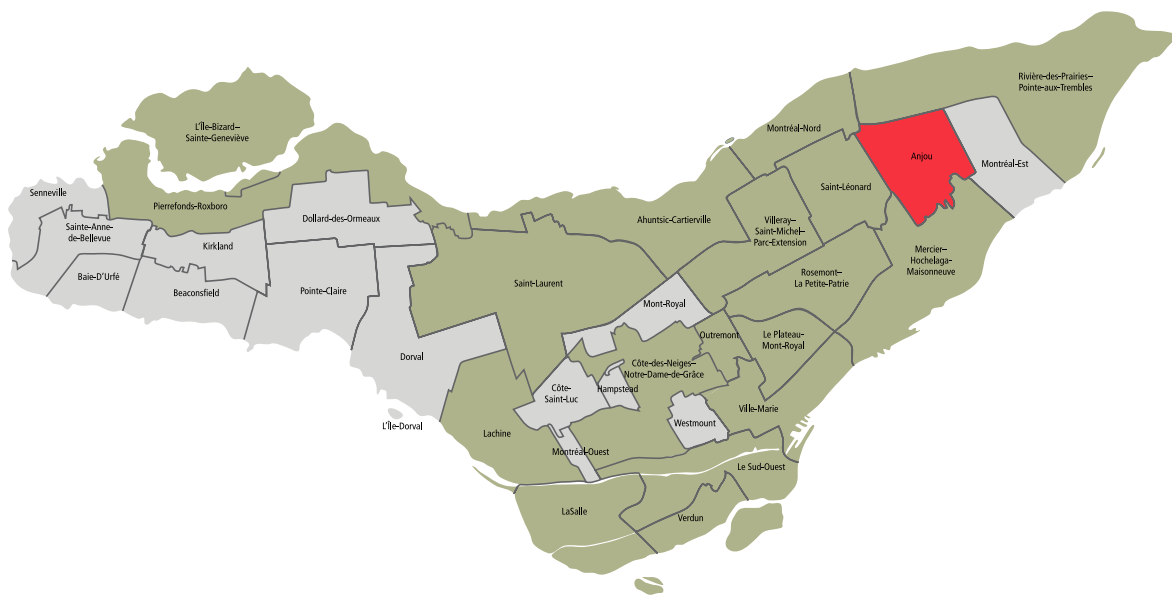 Rivière-des-Prairies–
Pointe-aux-Trembles
L'Île-Bizard–
Sainte-Geneviève
Montréal-Nord
Anjou
Montréal-Est
Saint-Léonard
Senneville
Pierrefonds-Roxboro
Dollard-des-Ormeaux
Ahuntsic-Cartierville
Villeray-
Saint-Michel-
Parc-Extension
Sainte-Anne-
de-Bellevue
Kirkland
Mercier-
Hochelaga-
Maisonneuve
Baie-D'Urfé
Beaconsfield
Pointe-Claire
Saint-Laurent
Rosemont-
La Petite-Patrie
Mont-Royal
Dorval
Outremont
Le Plateau-
Mont-Royal
Côte-des-Neiges–
Notre-Dame-de-Grâce
Côte-
Saint-Luc
Hampstead
Ville-Marie
L'Île-Dorval
Lachine
Westmount
Montréal-Ouest
Le Sud-Ouest
LaSalle
Verdun